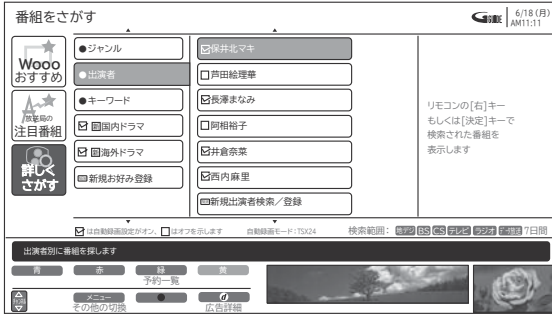 番組をさがす
G GUIDE
6/18 (月)
AM11:11
Wooo
おすすめ
放送局の
注目番組
詳しく
さがす
●ジャンル
●出演者
●キーワード
国内ドラマ
海外ドラマ
新規お好み登録
保井北マキ
芦田絵理華
長澤まなみ
阿相裕子
井倉奈菜
西内麻里
新規出演者検索／登録
リモコンの[右]キー
もしくは[決定]キーで
検索された番組を
表示します
は自動録画設定がオン、はオフを示します
自動録画モード:TSX24
検索範囲: 地デジ BS CS テレビ ラジオ データ放送 7日間
出演者別に番組を探します
青 赤 緑 黄
予約一覧
メニュー
その他の切換
d
広告詳細